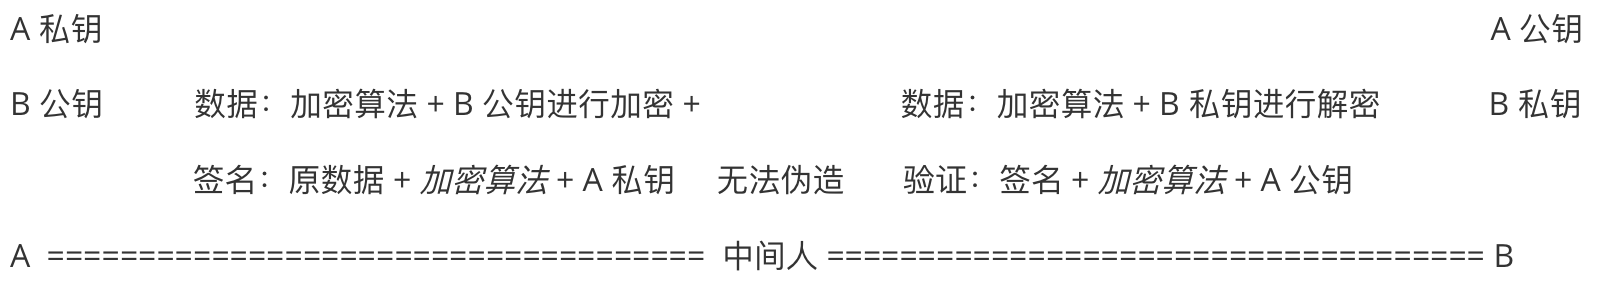 A 私钥 A 公钥
B 公钥 数据：加密算法 + B 公钥进行加密 + 数据：加密算法 + B 私钥进行解密 B 私钥
签名：原数据 + 加密算法 + A 私钥 无法伪造 验证：签名 + 加密算法 + A 公钥
A ==================================== 中间人 ==================================== B